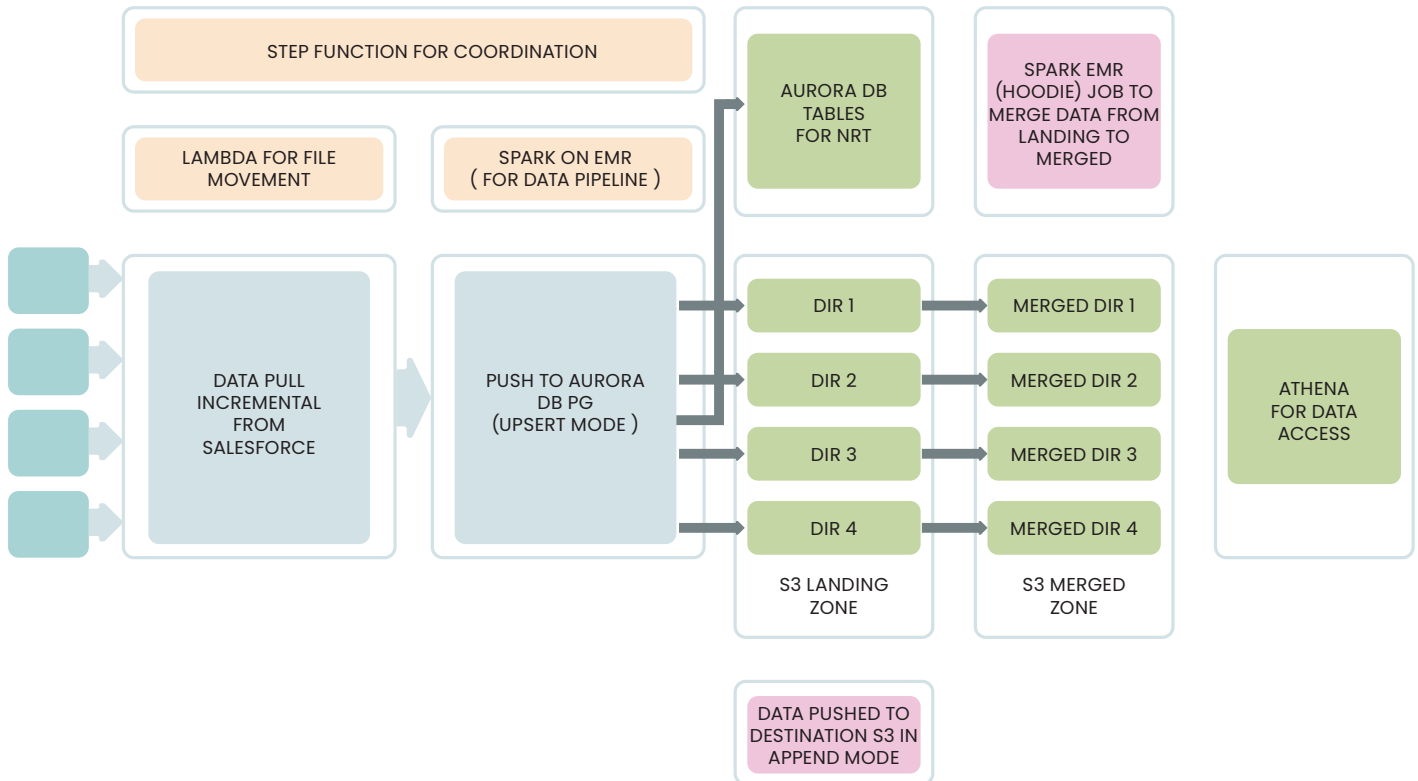 STEP FUNCTION FOR COORDINATION
LAMBDA FOR FILE
MOVEMENT
SPARK ON EMR
( FOR DATA PIPELINE )
AURORA DB
TABLES
FOR NRT
SPARK EMR
(HOODIE) JOB TO
MERGE DATA FROM
LANDING TO
MERGED
DATA PULL
INCREMENTAL
FROM
SALESFORCE
PUSH TO AURORA
DB PG
(UPSERT MODE )
DIR 1
DIR 2
DIR 3
DIR 4
S3 LANDING
ZONE
MERGED DIR 1
MERGED DIR 2
MERGED DIR 3
MERGED DIR 4
S3 MERGED
ZONE
ATHENA
FOR DATA
ACCESS
DATA PUSHED TO
DESTINATION S3 IN
APPEND MODE